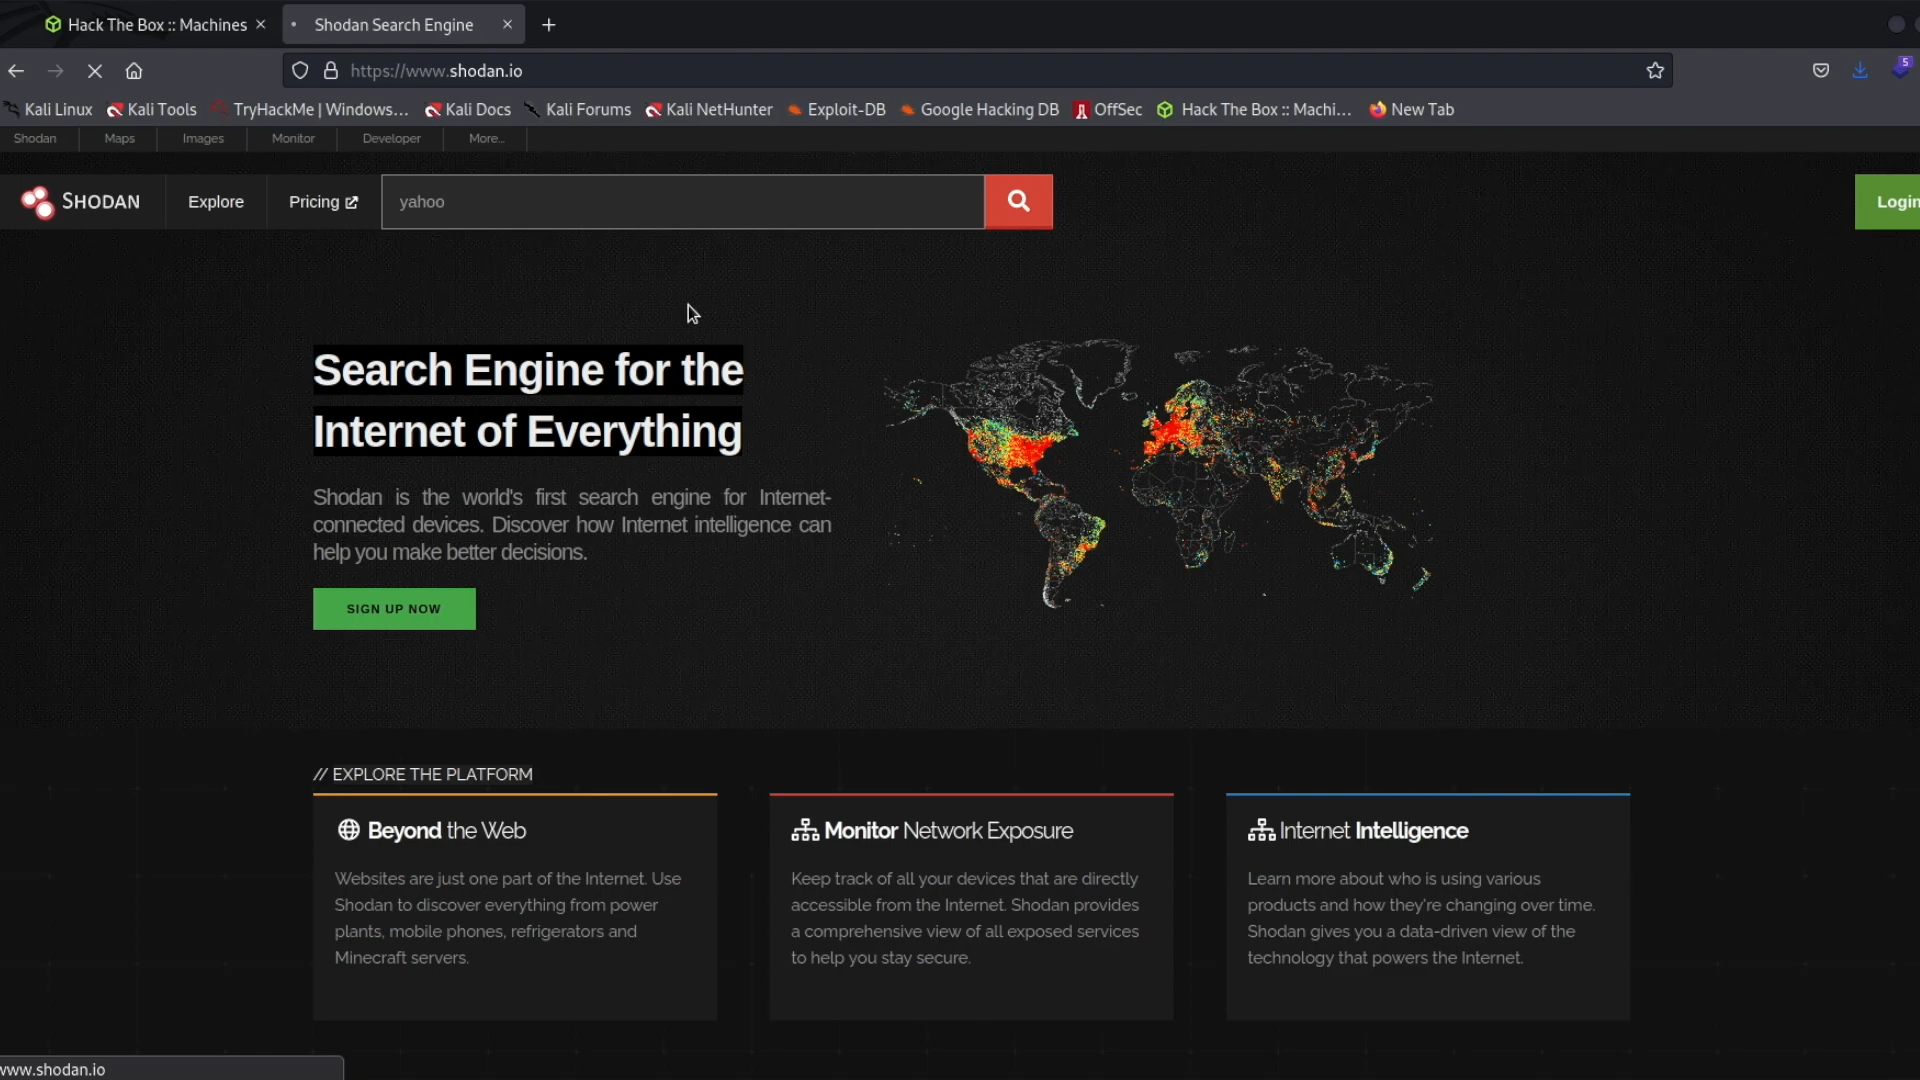 Hack The Box :: Machines
Shodan Search Engine
https://www.shodan.io
5
Kali Linux
Kali Tools
TryHackMe | Windows...
Kali Docs
Kali Forums
Kali NetHunter
Exploit-DB
Google Hacking DB
OffSec
Hack The Box :: Machi...
New Tab
Shodan
Maps
Images
Monitor
Developer
More...
SHODAN
Explore
Pricing
yahoo
Login
Search Engine for the
Internet of Everything
Shodan is the world's first search engine for Internet-
connected devices. Discover how Internet intelligence can
help you make better decisions.
SIGN UP NOW
// EXPLORE THE PLATFORM
Beyond the Web
Websites are just one part of the Internet. Use
Shodan to discover everything from power
plants, mobile phones, refrigerators and
Minecraft servers.
Monitor Network Exposure
Keep track of all your devices that are directly
accessible from the Internet. Shodan provides
a comprehensive view of all exposed services
to help you stay secure.
Internet Intelligence
Learn more about who is using various
products and how they're changing over time.
Shodan gives you a data-driven view of the
technology that powers the Internet.
www.shodan.io